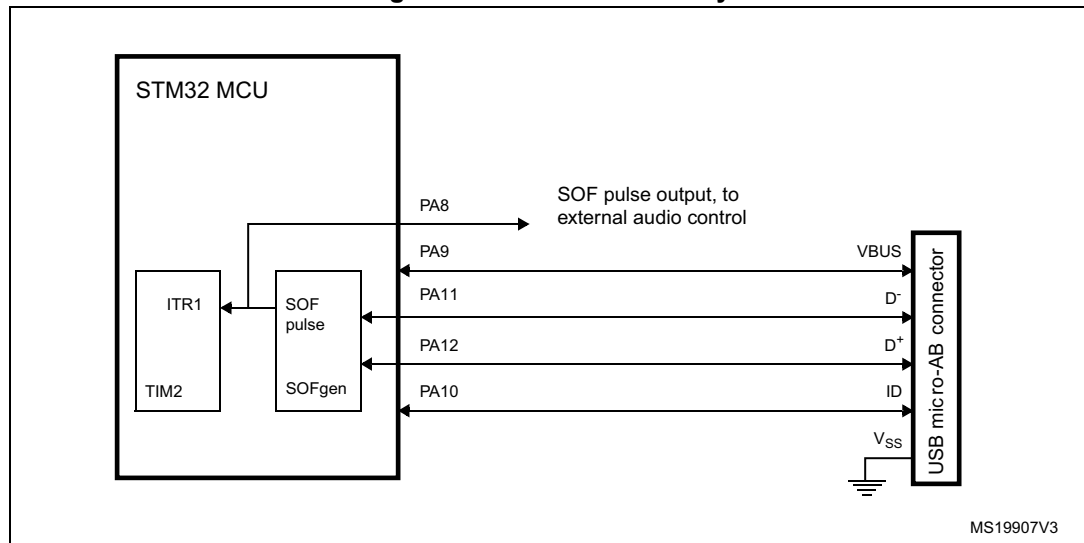 STM32 MCU
SOF pulse output, to
external audio control
PA8
PA9
VBUS
PA11
D-
PA12
D+
PA10
ID
VSS
ITR1
TIM2
SOF
pulse
SOFgen
USB micro-AB connector
MS19907V3